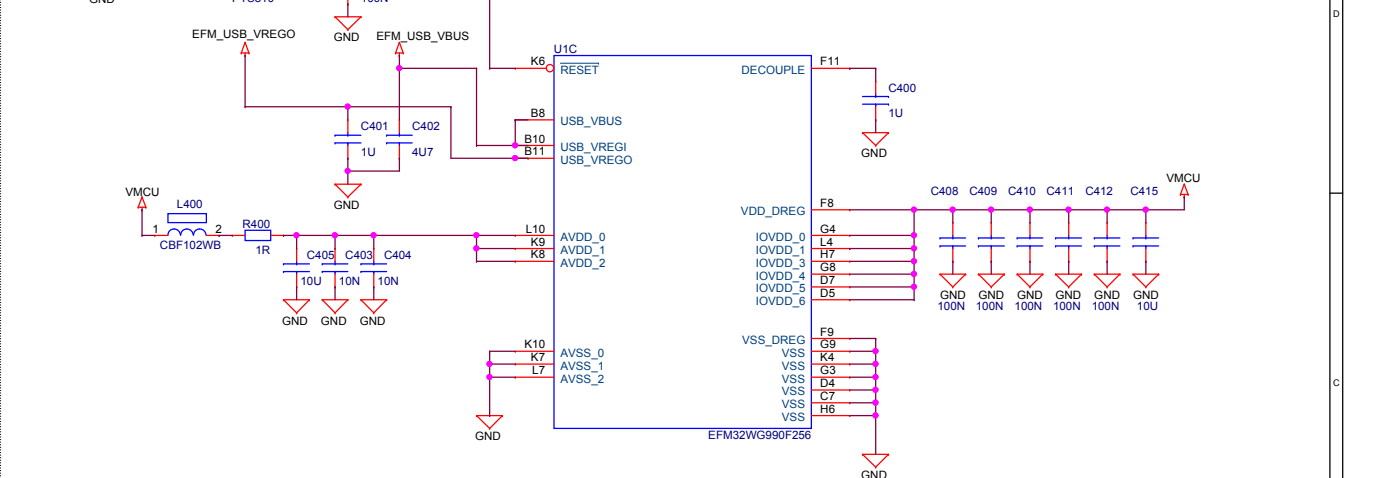 GND
EFM_USB_VREGO
GND
EFM_USB_VBUS
U1C
D
K6
RESET
DECOUPLE
F11
C400
1U
GND
B8
USB_VBUS
C401
1U
C402
4U7
B10
USB_VREGI
B11
USB_VREGO
GND
VMCU
L400
1
2
CBF102WB
R400
1R
L10
AVDD_0
K9
AVDD_1
K8
AVDD_2
C405
10U
C403
10N
C404
10N
GND
GND
GND
VDD_DREG
F8
IOVDD_0
G4
IOVDD_1
L4
IOVDD_3
H7
IOVDD_4
G8
IOVDD_5
D7
IOVDD_6
D5
C408
C409
C410
C411
C412
C415
VMCU
GND
GND
GND
GND
GND
GND
100N
100N
100N
100N
100N
10U
K10
AVSS_0
K7
AVSS_1
L7
AVSS_2
GND
VSS_DREG
F9
VSS
G9
VSS
K4
VSS
G3
VSS
D4
VSS
C7
VSS
H6
EFM32WG990F256
GND
C